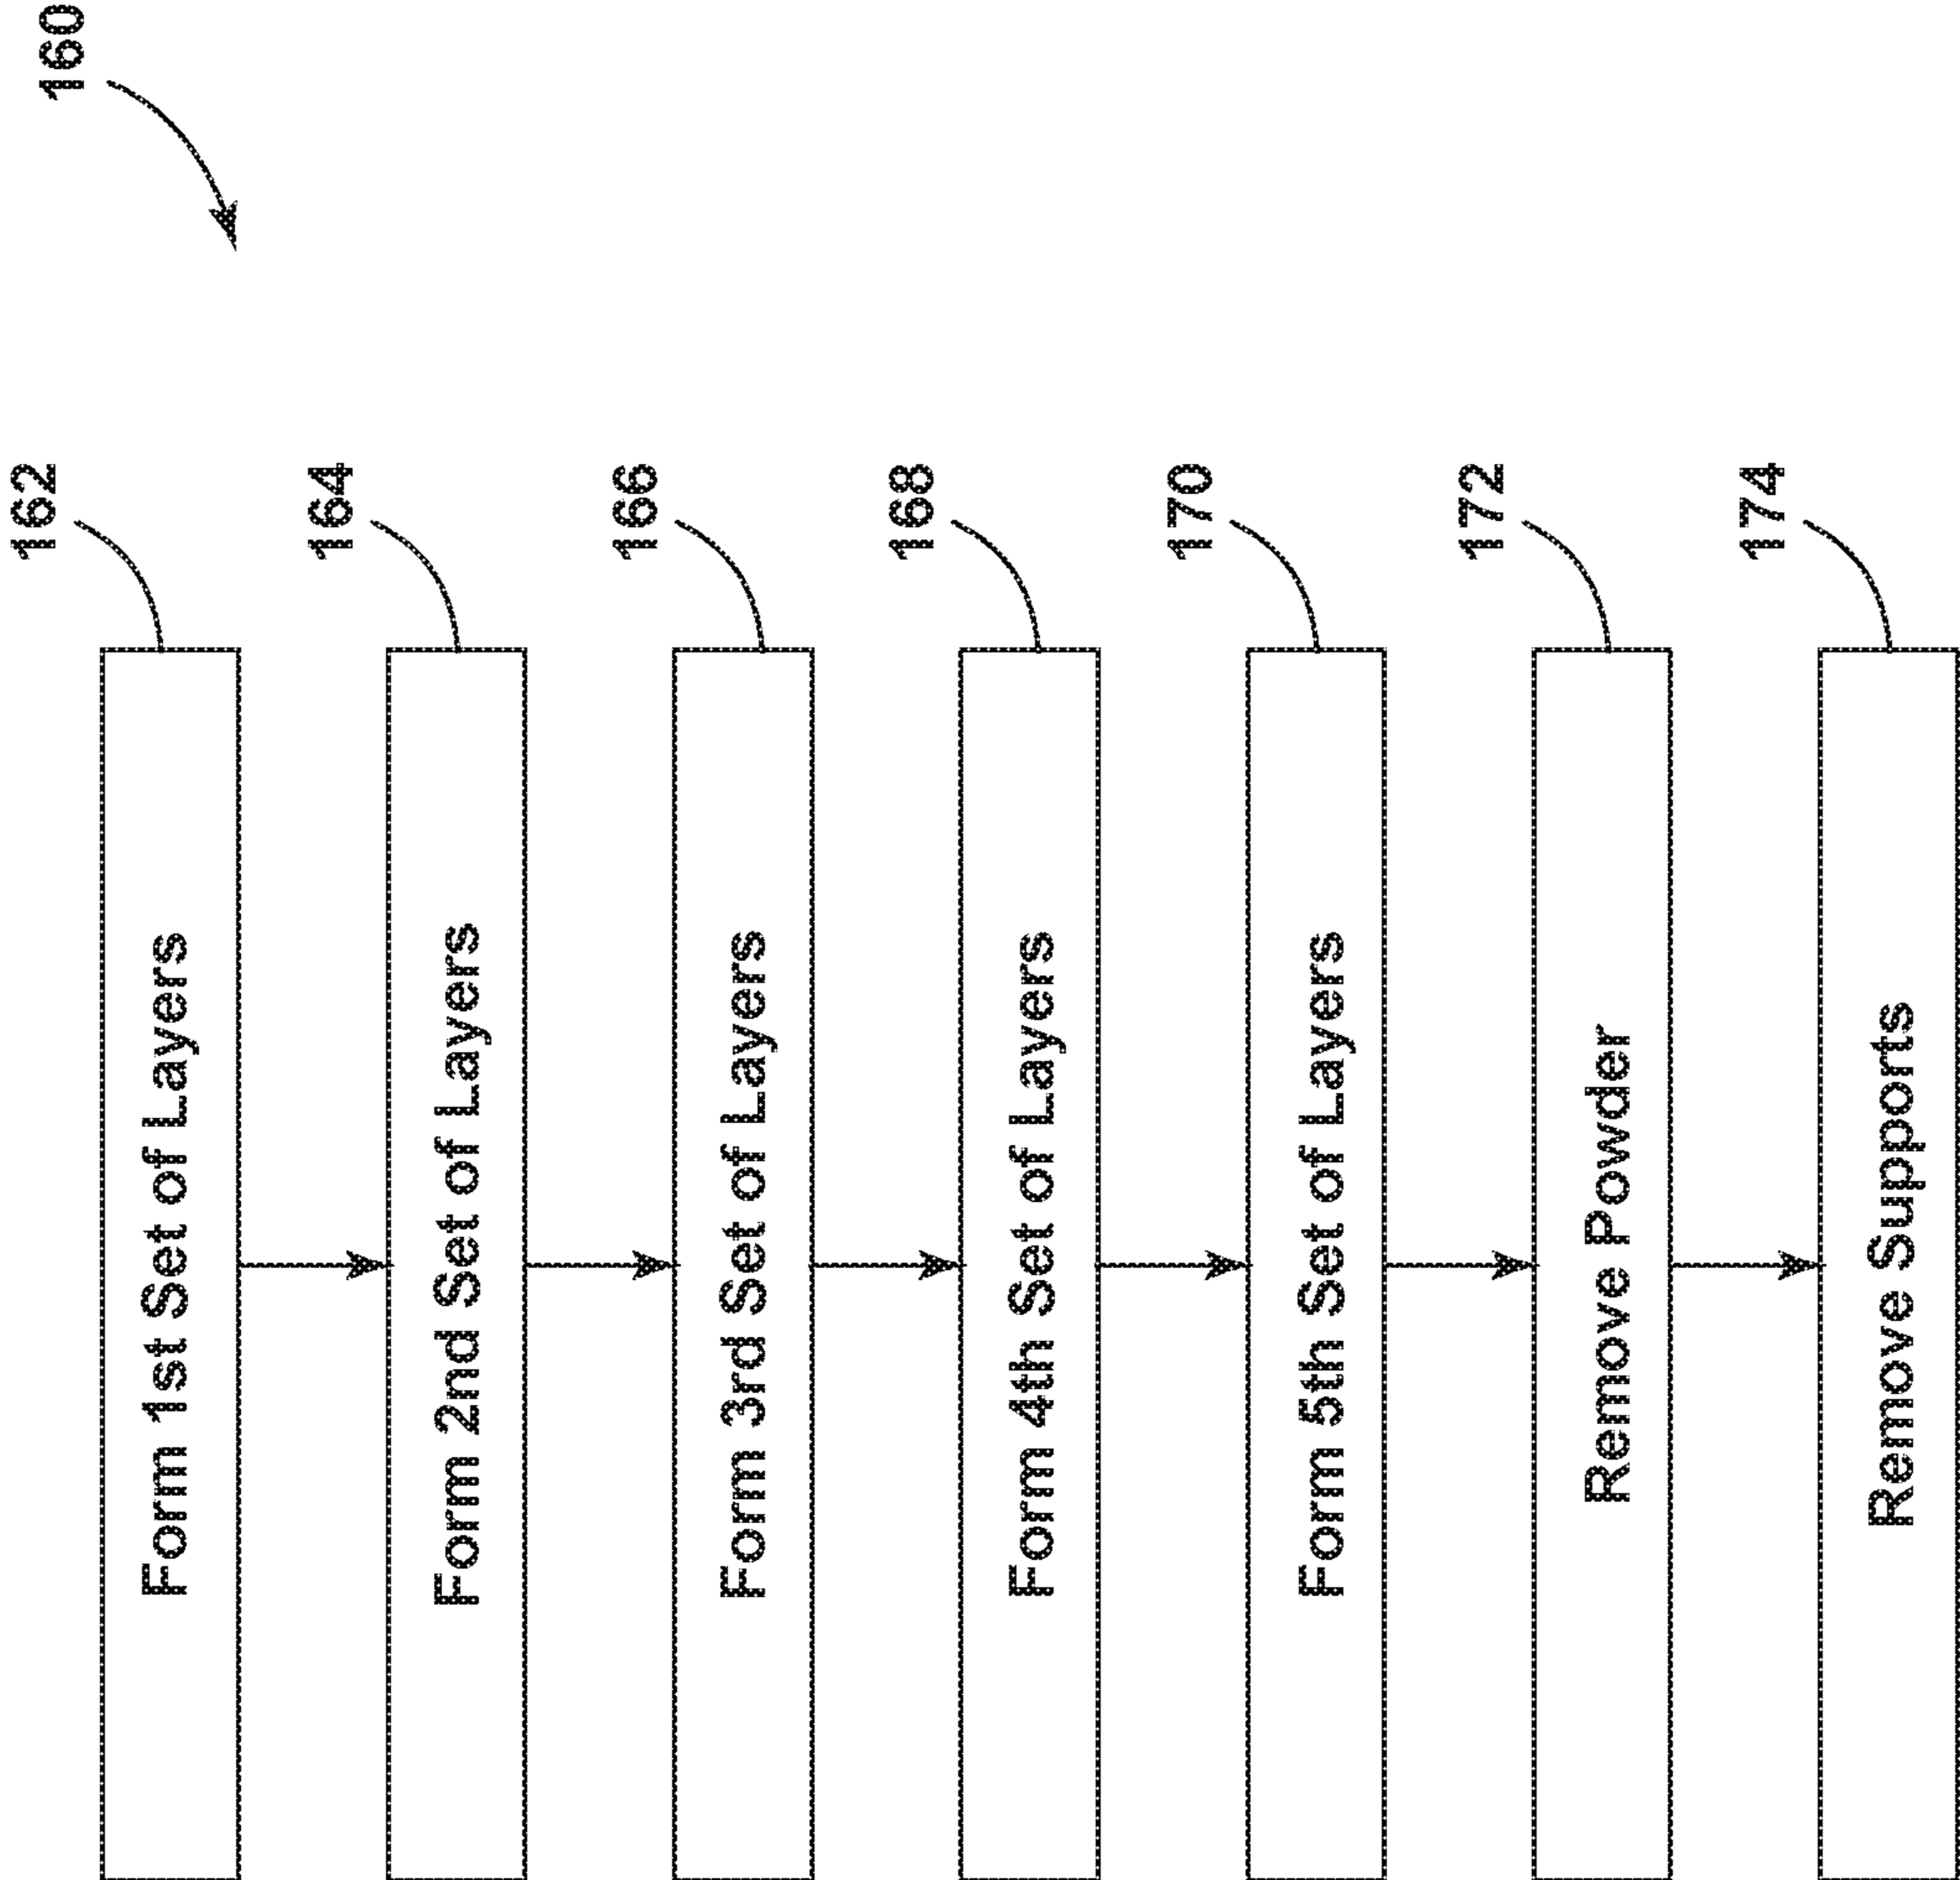 160
162
Form 1st Set of Layers
164
Form 2nd Set of Layers
166
Form 3rd Set of Layers
168
Form 4th Set of Layers
170
Form 5th Set of Layers
172
Remove Powder
174
Remove Supports